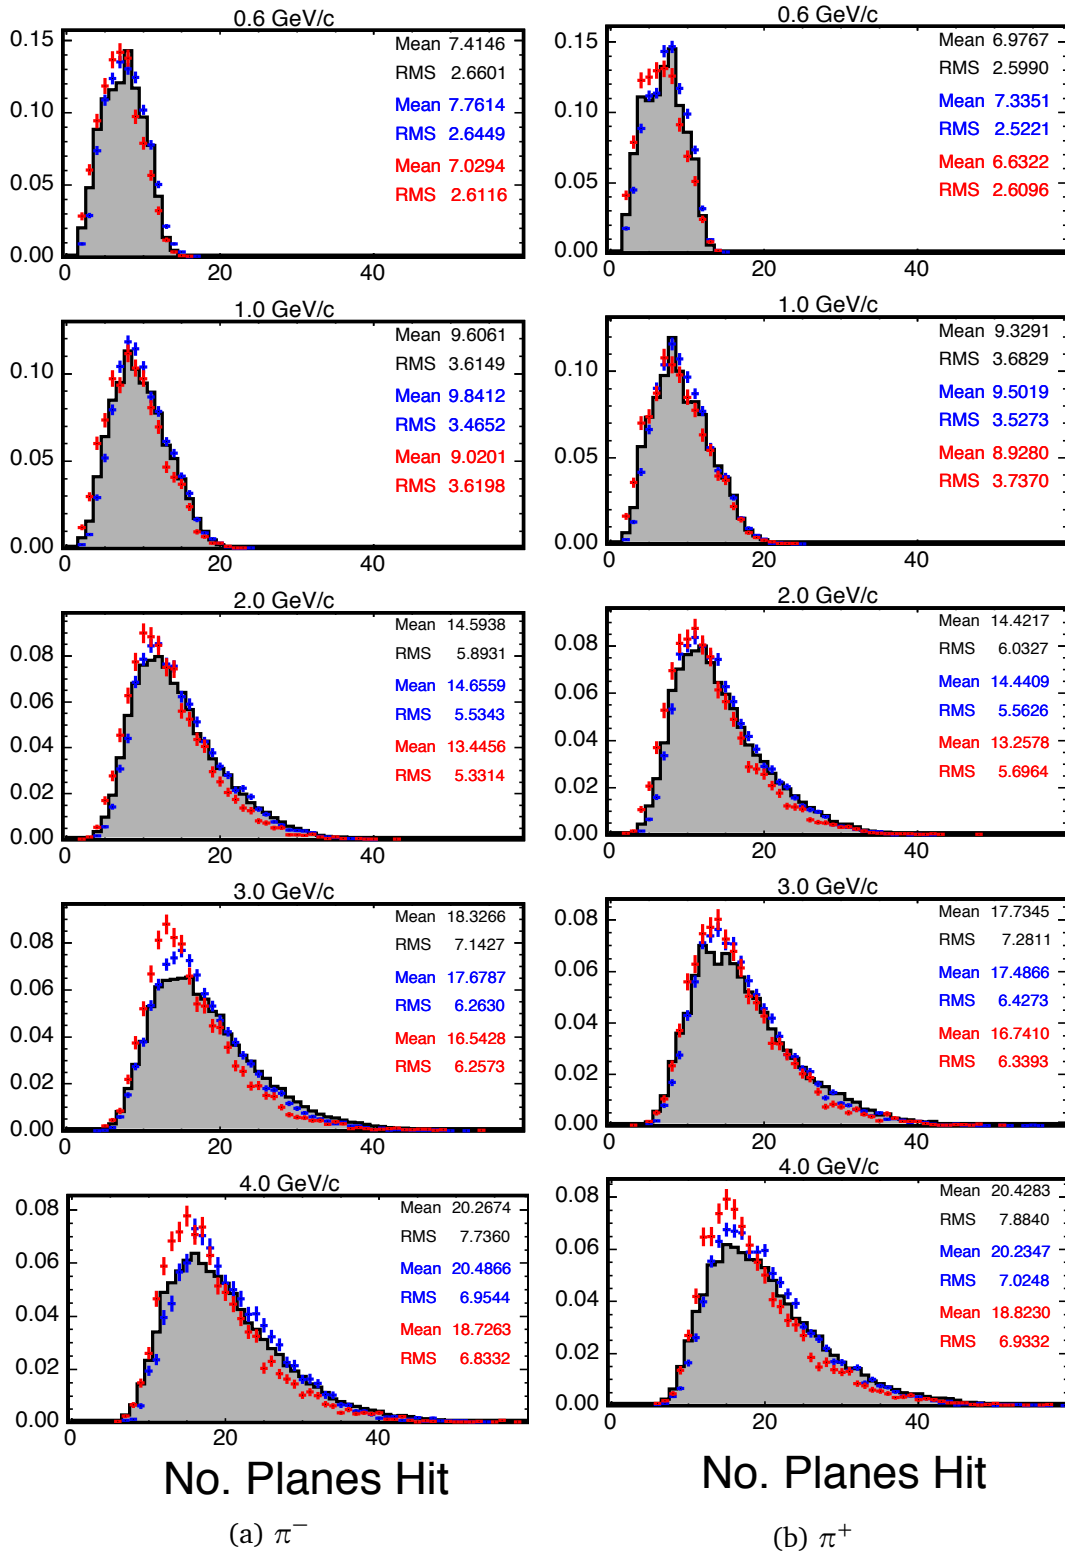 0.6 GeV/c
0.15
0.10
0.05
0.00
0 20 40
Mean 7.4146
RMS 2.6601
Mean 7.7614
RMS 2.6449
Mean 7.0294
RMS 2.6116
1.0 GeV/c
0.10
0.05
0.00
0 20 40
Mean 9.6061
RMS 3.6149
Mean 9.8412
RMS 3.4652
Mean 9.0201
RMS 3.6198
2.0 GeV/c
0.08
0.06
0.04
0.02
0.00
0 20 40
Mean 14.5938
RMS 5.8931
Mean 14.6559
RMS 5.5343
Mean 13.4456
RMS 5.3314
3.0 GeV/c
0.08
0.06
0.04
0.02
0.00
0 20 40
Mean 18.3266
RMS 7.1427
Mean 17.6787
RMS 6.2630
Mean 16.5428
RMS 6.2573
4.0 GeV/c
0.08
0.06
0.04
0.02
0.00
0 20 40
Mean 20.2674
RMS 7.7360
Mean 20.4866
RMS 6.9544
Mean 18.7263
RMS 6.8332
No. Planes Hit
(a) π⁻
0.6 GeV/c
0.15
0.10
0.05
0.00
0 20 40
Mean 6.9767
RMS 2.5990
Mean 7.3351
RMS 2.5221
Mean 6.6322
RMS 2.6096
1.0 GeV/c
0.10
0.05
0.00
0 20 40
Mean 9.3291
RMS 3.6829
Mean 9.5019
RMS 3.5273
Mean 8.9280
RMS 3.7370
2.0 GeV/c
0.08
0.06
0.04
0.02
0.00
0 20 40
Mean 14.4217
RMS 6.0327
Mean 14.4409
RMS 5.5626
Mean 13.2578
RMS 5.6964
3.0 GeV/c
0.08
0.06
0.04
0.02
0.00
0 20 40
Mean 17.7345
RMS 7.2811
Mean 17.4866
RMS 6.4273
Mean 16.7410
RMS 6.3393
4.0 GeV/c
0.08
0.06
0.04
0.02
0.00
0 20 40
Mean 20.4283
RMS 7.8840
Mean 20.2347
RMS 7.0248
Mean 18.8230
RMS 6.9332
No. Planes Hit
(b) π⁺